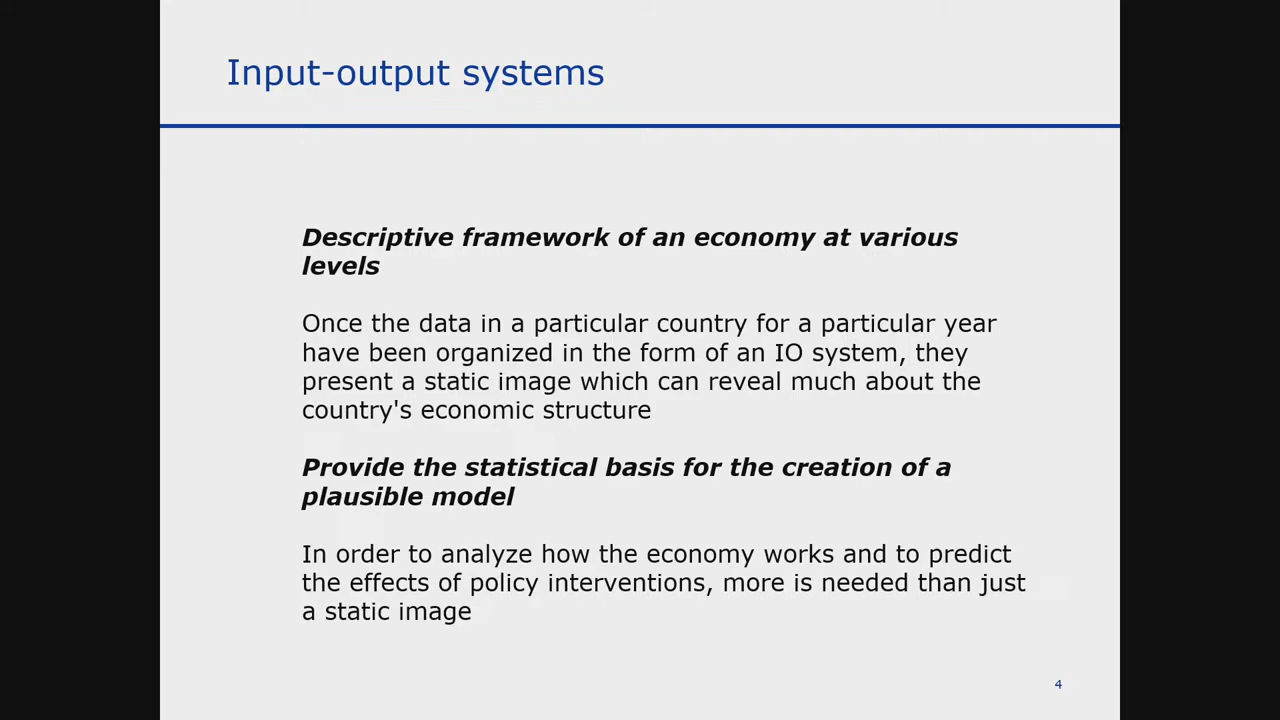 Input-output systems
Descriptive framework of an economy at various
levels
Once the data in a particular country for a particular year
have been organized in the form of an IO system, they
present a static image which can reveal much about the
country's economic structure
Provide the statistical basis for the creation of a
plausible model
In order to analyze how the economy works and to predict
the effects of policy interventions, more is needed than just
a static image
4